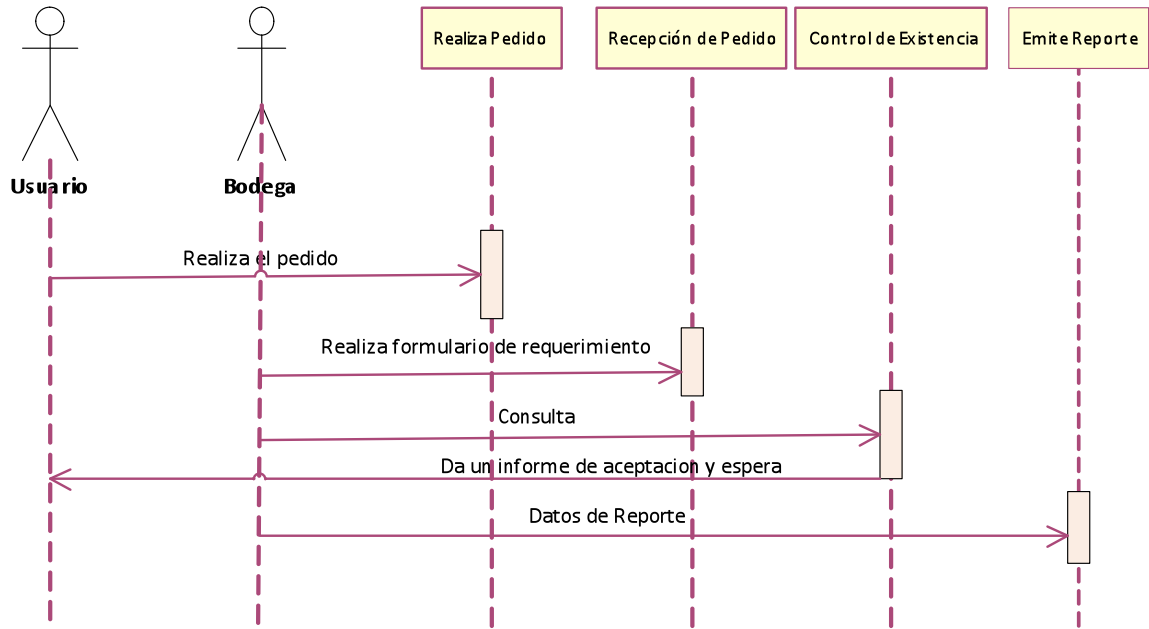 Realiza Pedido
Recepción de Pedido
Control de Existencia
Emite Reporte
Usuario
Bodega
Realiza el pedido
Realiza formulario de requerimiento
Consulta
Da un informe de aceptacion y espera
Datos de Reporte